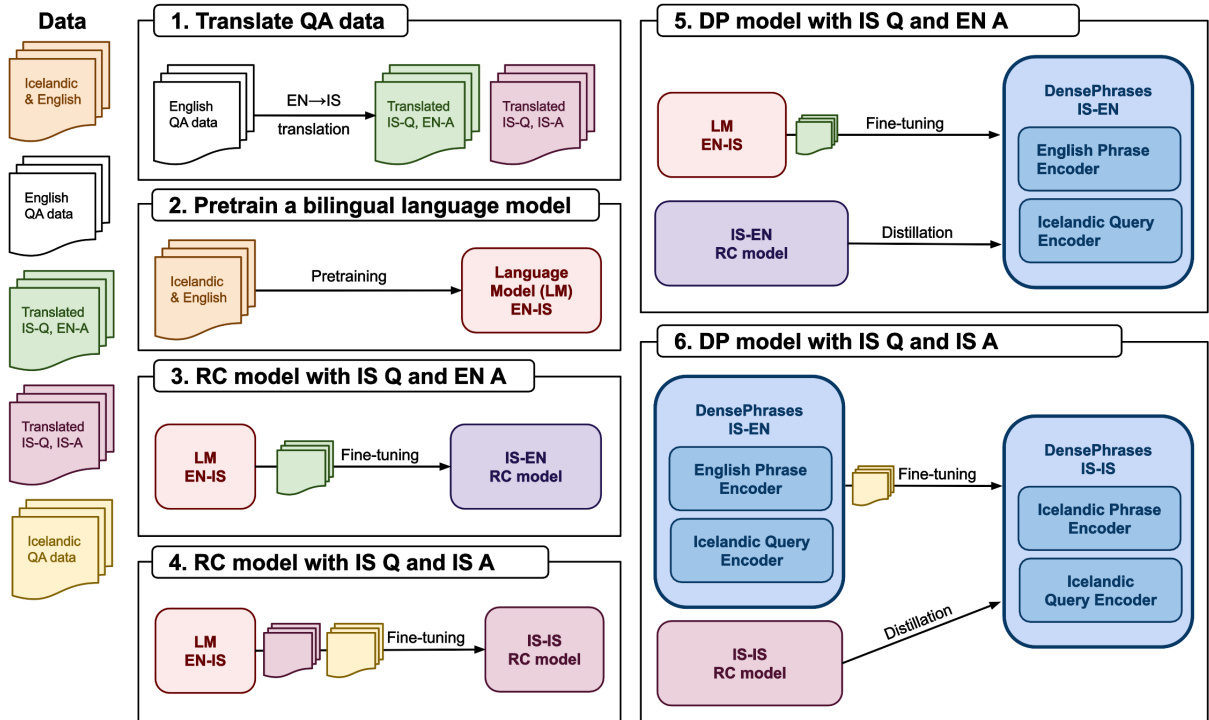 Data
Icelandic
& English
English
QA data
Translated
IS-Q, EN-A
Translated
IS-Q, IS-A
Icelandic
QA data
1. Translate QA data
English
QA data
EN→IS
translation
Translated
IS-Q, EN-A
Translated
IS-Q, IS-A
2. Pretrain a bilingual language model
Icelandic
& English
Pretraining
Language
Model (LM)
EN-IS
3. RC model with IS Q and EN A
LM
EN-IS
Fine-tuning
IS-EN
RC model
4. RC model with IS Q and IS A
LM
EN-IS
Fine-tuning
IS-IS
RC model
5. DP model with IS Q and EN A
LM
EN-IS
Fine-tuning
IS-EN
RC model
Distillation
DensePhrases
IS-EN
English Phrase
Encoder
Icelandic Query
Encoder
6. DP model with IS Q and IS A
DensePhrases
IS-EN
English Phrase
Encoder
Icelandic Query
Encoder
Fine-tuning
IS-IS
RC model
Distillation
DensePhrases
IS-IS
Icelandic Phrase
Encoder
Icelandic
Query Encoder